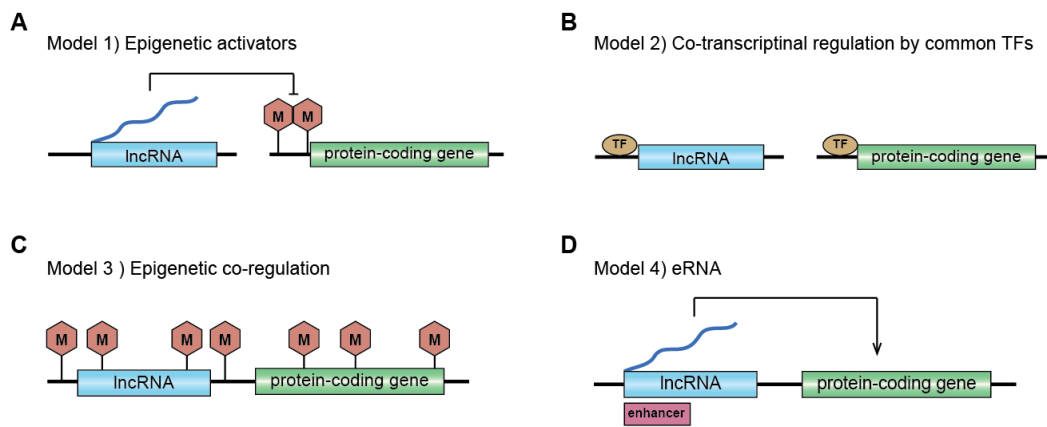 A
Model 1) Epigenetic activators
M M
lncRNA
protein-coding gene
B
Model 2) Co-transcriptinal regulation by common TFs
TF
lncRNA
TF
protein-coding gene
C
Model 3 ) Epigenetic co-regulation
M M M M M M M
lncRNA
protein-coding gene
D
Model 4) eRNA
lncRNA
protein-coding gene
enhancer